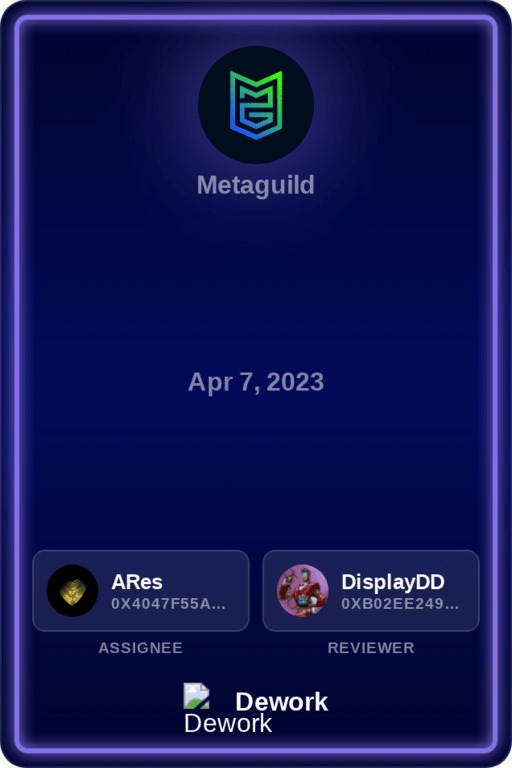 Metaguild
Apr 7, 2023
ARes
0X4047F55A...
DisplayDD
0XB02EE249...
ASSIGNEE
REVIEWER
Dework
Dework